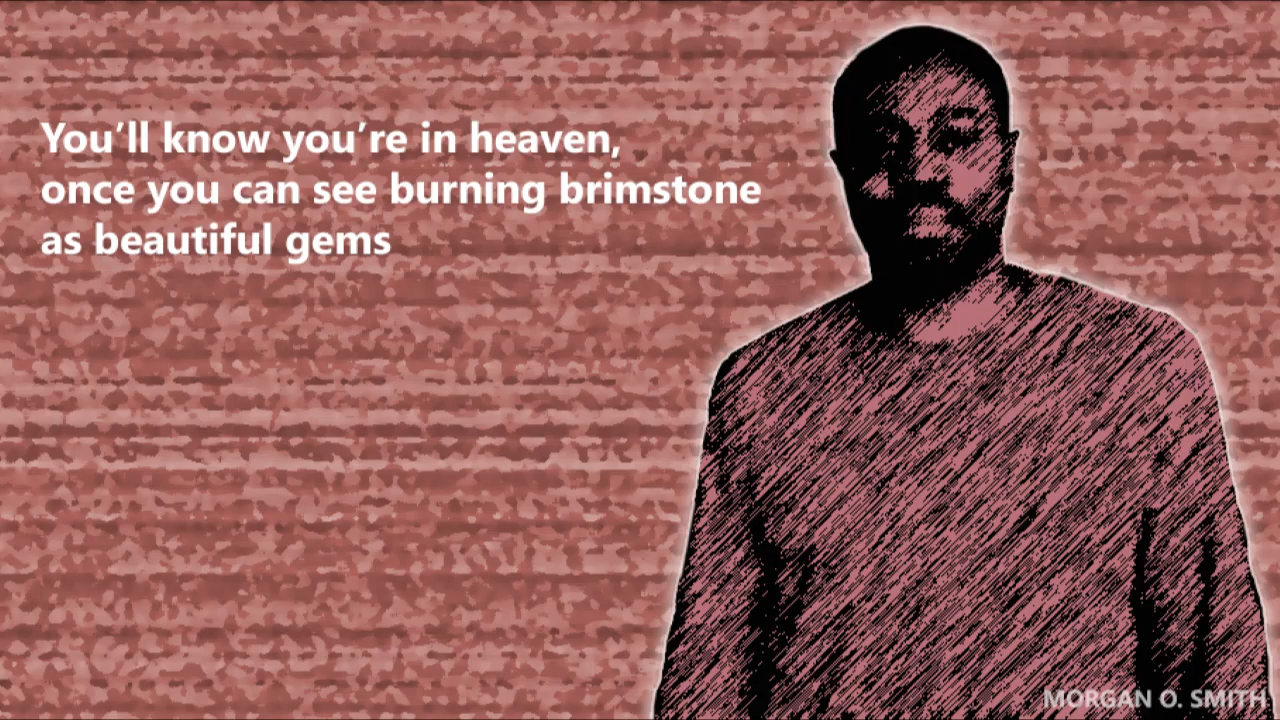 You’ll know you’re in heaven,
once you can see burning brimstone
as beautiful gems
MORGAN O. SMITH